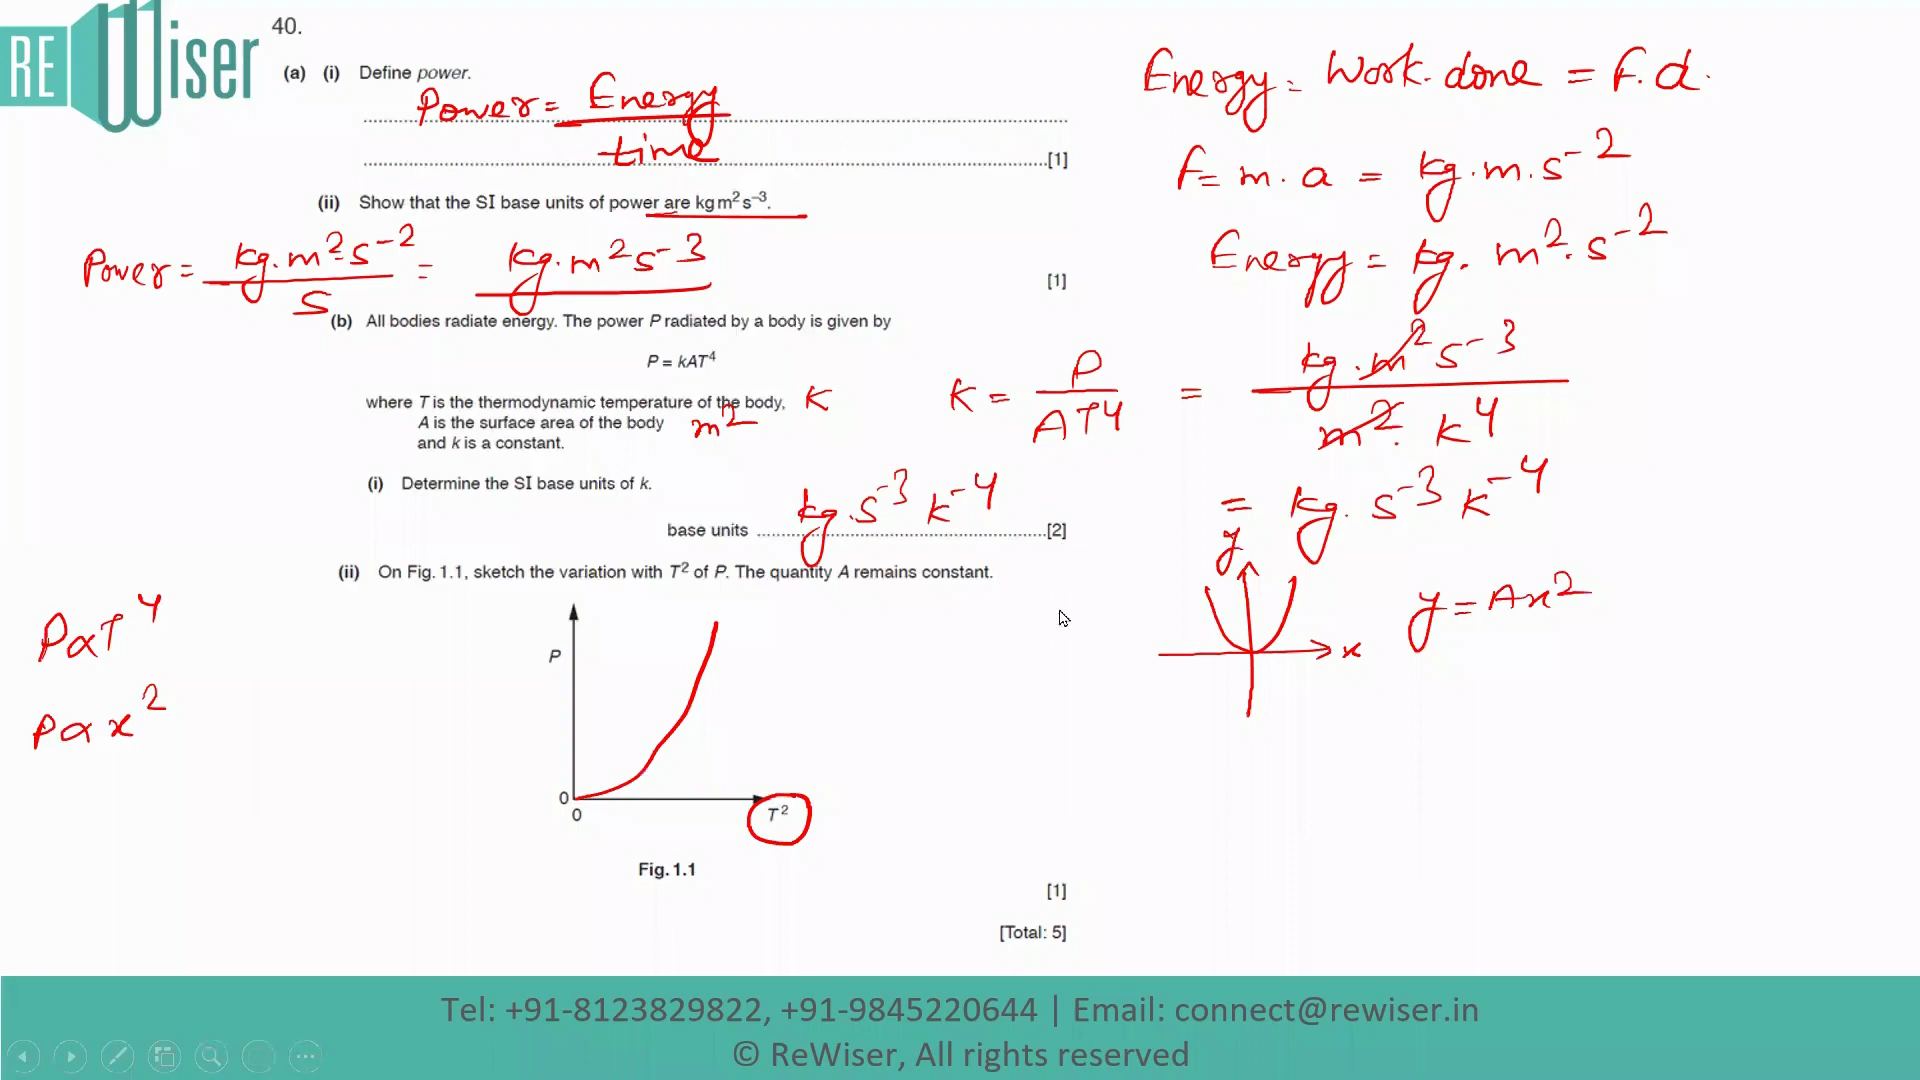 REWiser
40.
(a) (i) Define power.
Power = Energy / time
[1]
(ii) Show that the SI base units of power are kg m² s⁻³.
Power = kg.m²s⁻² / s = kg.m²s⁻³
[1]
(b) All bodies radiate energy. The power P radiated by a body is given by
P = kAT⁴
where T is the thermodynamic temperature of the body, K
A is the surface area of the body m²
and k is a constant.
(i) Determine the SI base units of k.
base units kg.s⁻³ k⁻⁴ [2]
(ii) On Fig. 1.1, sketch the variation with T² of P. The quantity A remains constant.
P α T⁴
P α x²
P
0
0
T²
Fig. 1.1
[1]
[Total: 5]
Energy = Work.done = F.d.
F = m.a = kg.m.s⁻²
Energy = kg. m².s⁻²
K = P / AT⁴ = kg.m²s⁻³ / m². k⁴
= kg. s⁻³ k⁻⁴
y
x
y = Ax²
Tel: +91-8123829822, +91-9845220644 | Email: connect@rewiser.in
© ReWiser, All rights reserved